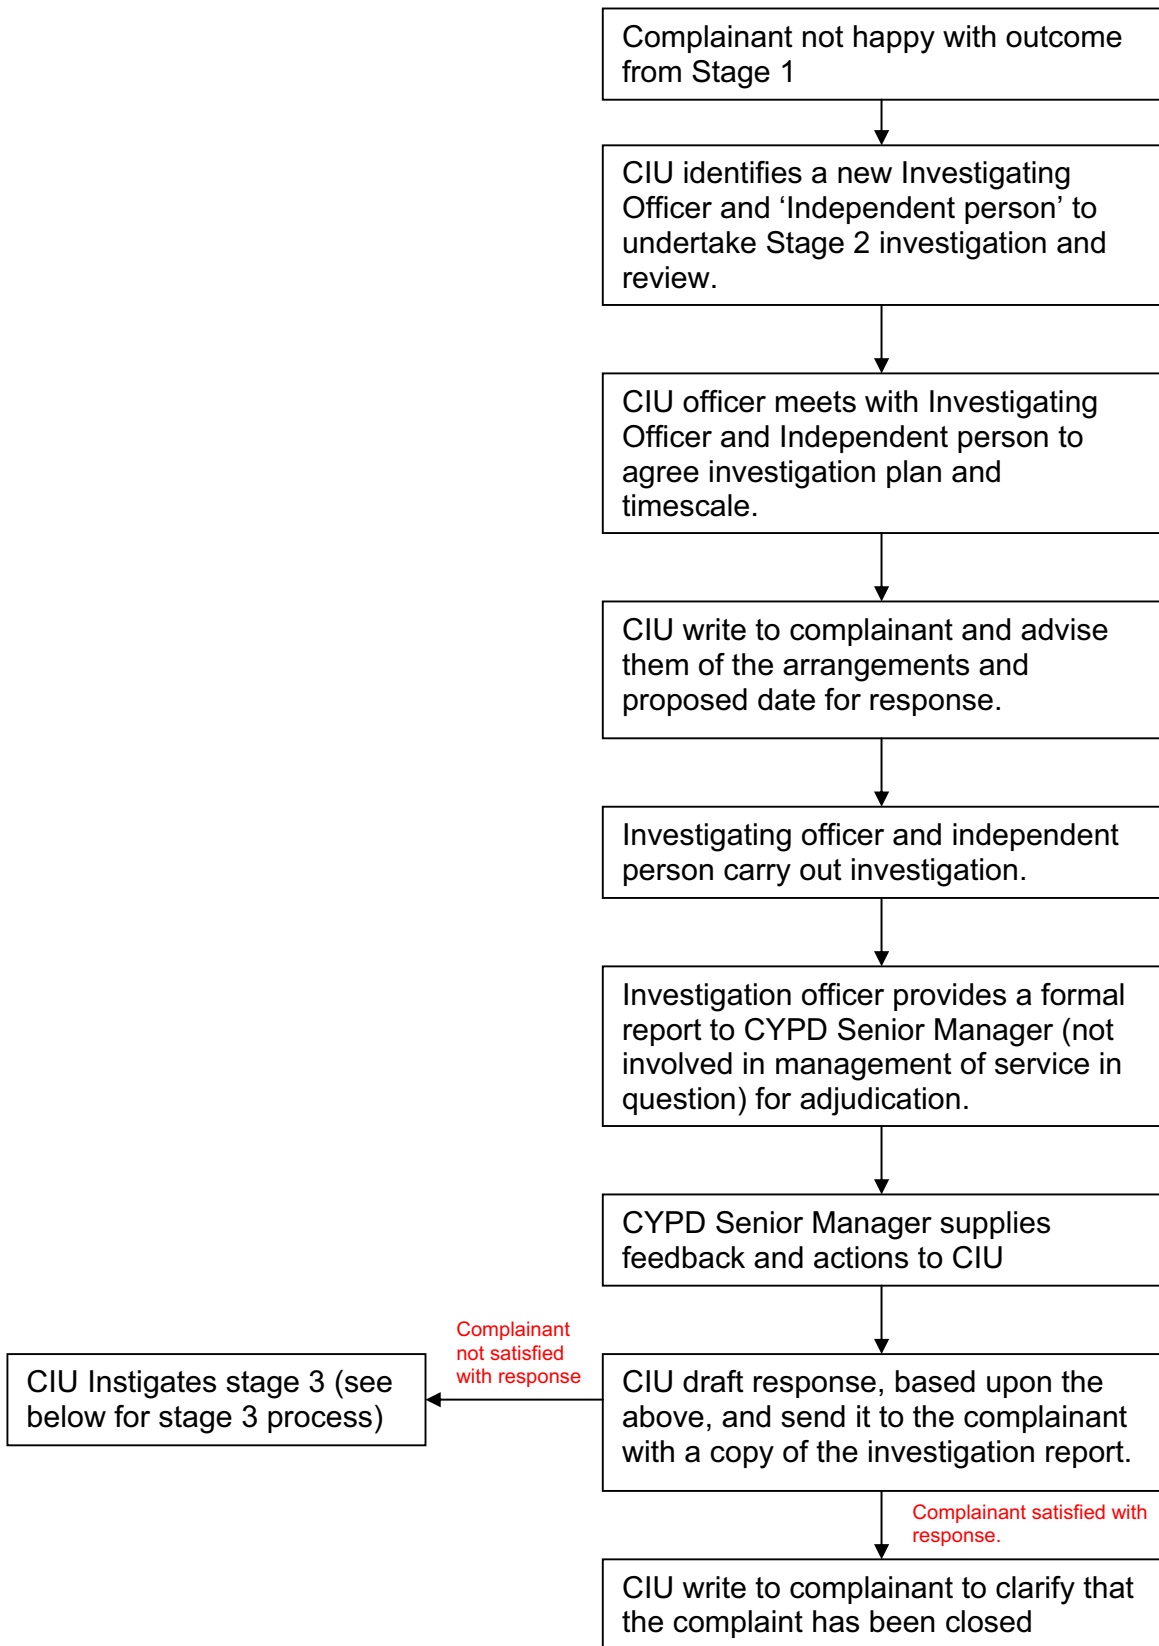 Complainant not happy with outcome
from Stage 1
CIU identifies a new Investigating
Officer and ‘Independent person’ to
undertake Stage 2 investigation and
review.
CIU officer meets with Investigating
Officer and Independent person to
agree investigation plan and
timescale.
CIU write to complainant and advise
them of the arrangements and
proposed date for response.
Investigating officer and independent
person carry out investigation.
Investigation officer provides a formal
report to CYPD Senior Manager (not
involved in management of service in
question) for adjudication.
CYPD Senior Manager supplies
feedback and actions to CIU
CIU draft response, based upon the
above, and send it to the complainant
with a copy of the investigation report.
Complainant
not satisfied
with response
CIU Instigates stage 3 (see
below for stage 3 process)
Complainant satisfied with
response.
CIU write to complainant to clarify that
the complaint has been closed